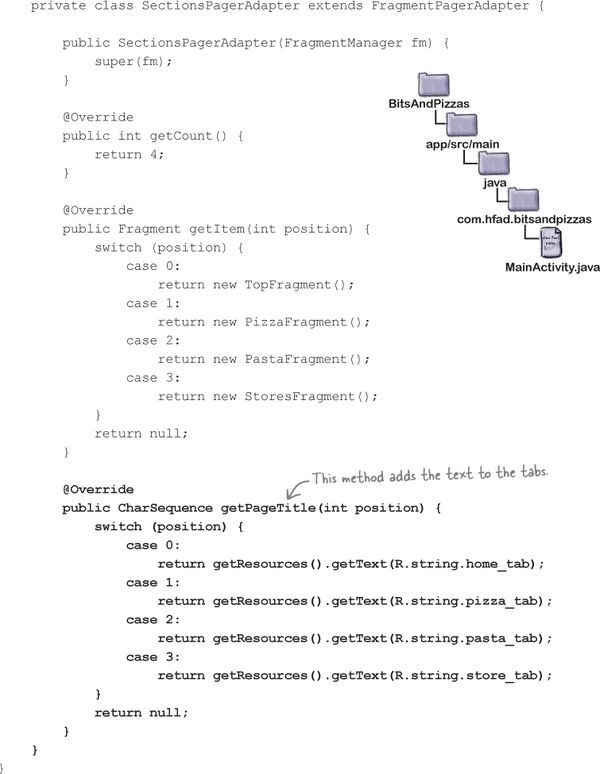 private class SectionsPagerAdapter extends FragmentPagerAdapter {
public SectionsPagerAdapter(FragmentManager fm) {
super(fm);
}
@Override
public int getCount() {
return 4;
}
@Override
public Fragment getItem(int position) {
switch (position) {
case 0:
return new TopFragment();
case 1:
return new PizzaFragment();
case 2:
return new PastaFragment();
case 3:
return new StoresFragment();
}
return null;
}
BitsAndPizzas
app/src/main
java
com.hfad.bitsandpizzas
MainActivity.java
This method adds the text to the tabs.
@Override
public CharSequence getPageTitle(int position) {
switch (position) {
case 0:
return getResources().getText(R.string.home_tab);
case 1:
return getResources().getText(R.string.pizza_tab);
case 2:
return getResources().getText(R.string.pasta_tab);
case 3:
return getResources().getText(R.string.store_tab);
}
return null;
}
}
}